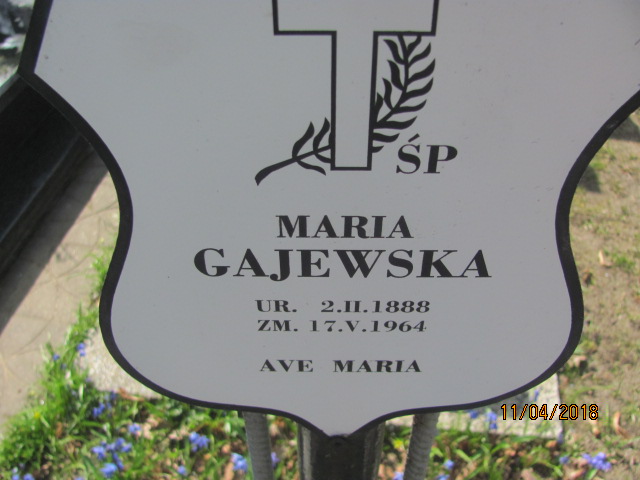 ŚP
MARIA
GAJEWSKA
UR. 2.II.1888
ZM. 17.V.1964
AVE MARIA
11/04/2018